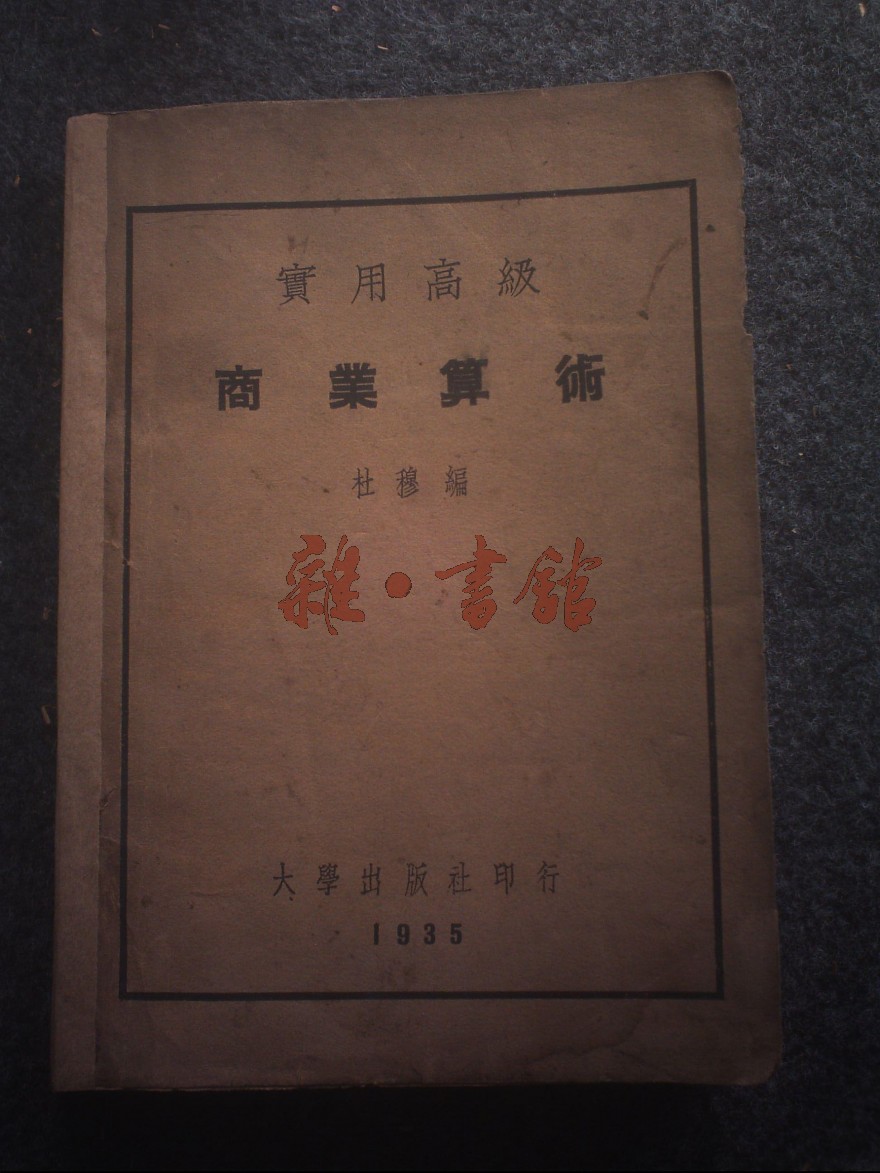 實用高級
商業算術
杜穆編
雜·書館
大學出版社印行
1935